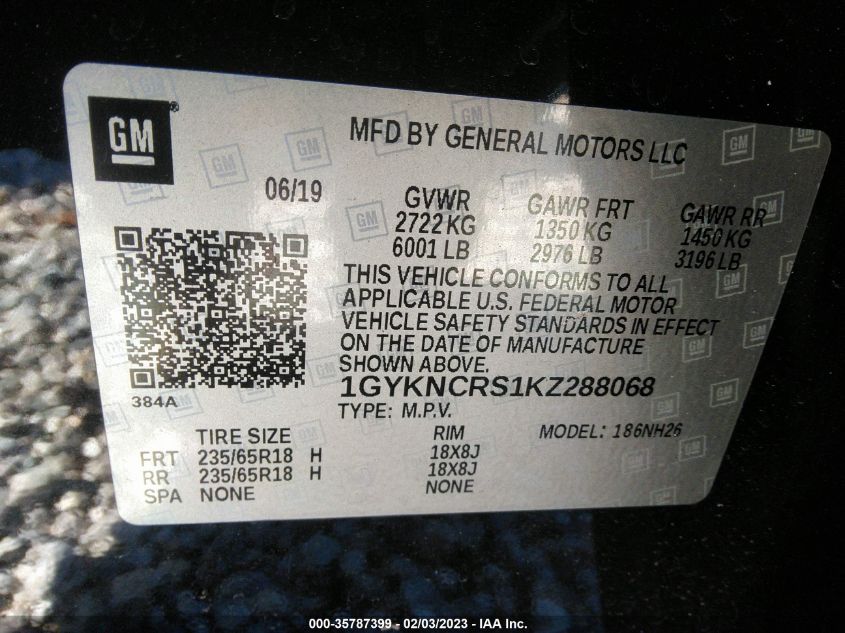 GM
MFD BY GENERAL MOTORS LLC
06/19
GVWR
2722 KG
6001 LB
GAWR FRT
1350 KG
2976 LB
GAWR RR
1450 KG
3196 LB
THIS VEHICLE CONFORMS TO ALL
APPLICABLE U.S. FEDERAL MOTOR
VEHICLE SAFETY STANDARDS IN EFFECT
ON THE DATE OF MANUFACTURE
SHOWN ABOVE.
1GYKNCRS1KZ288068
384A
TYPE: M.P.V.
TIRE SIZE
RIM
MODEL: 186NH26
FRT 235/65R18 H 18X8J
RR 235/65R18 H 18X8J
SPA NONE NONE
000-35787399 - 02/03/2023 - IAA Inc.